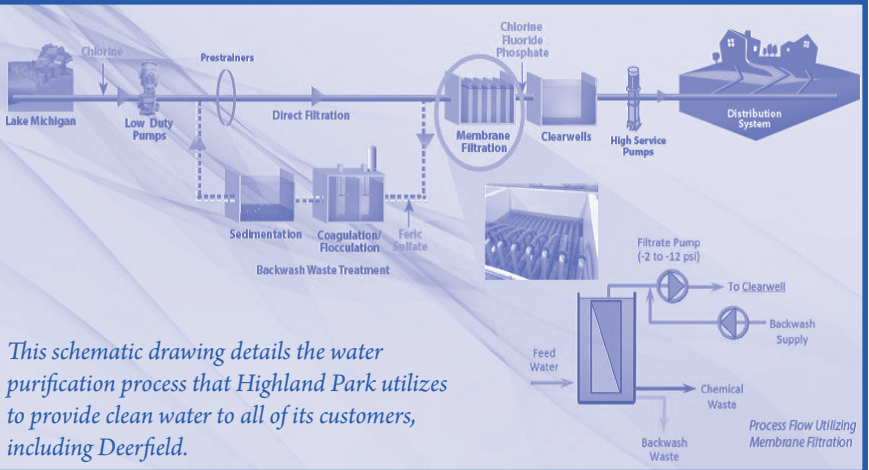 Chlorine
Prestrainers
Chlorine
Fluoride
Phosphate
Lake Michigan
Low Duty
Pumps
Direct Filtration
Membrane
Filtration
Clearwells
High Service
Pumps
Distribution
System
Sedimentation
Coagulation/
Flocculation
Feric
Sulfate
Backwash Waste Treatment
Filtrate Pump
(-2 to -12 psi)
To Clearwell
Backwash
Supply
Feed
Water
Chemical
Waste
Backwash
Waste
Process Flow Utilizing
Membrane Filtration
This schematic drawing details the water
purification process that Highland Park utilizes
to provide clean water to all of its customers,
including Deerfield.